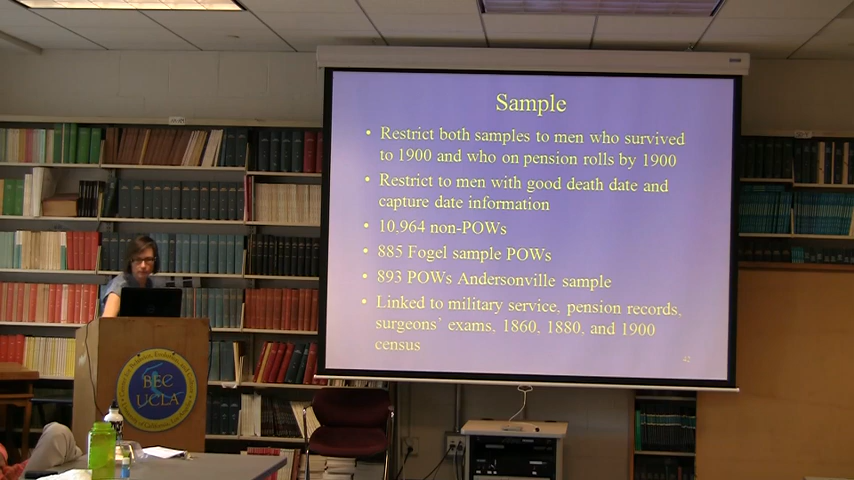 Sample
• Restrict both samples to men who survived
to 1900 and who on pension rolls by 1900
• Restrict to men with good death date and
capture date information
• 10,964 non-POWs
• 885 Fogel sample POWs
• 893 POWs Andersonville sample
• Linked to military service, pension records,
surgeons' exams, 1860, 1880, and 1900
census
42
BEC
UCLA